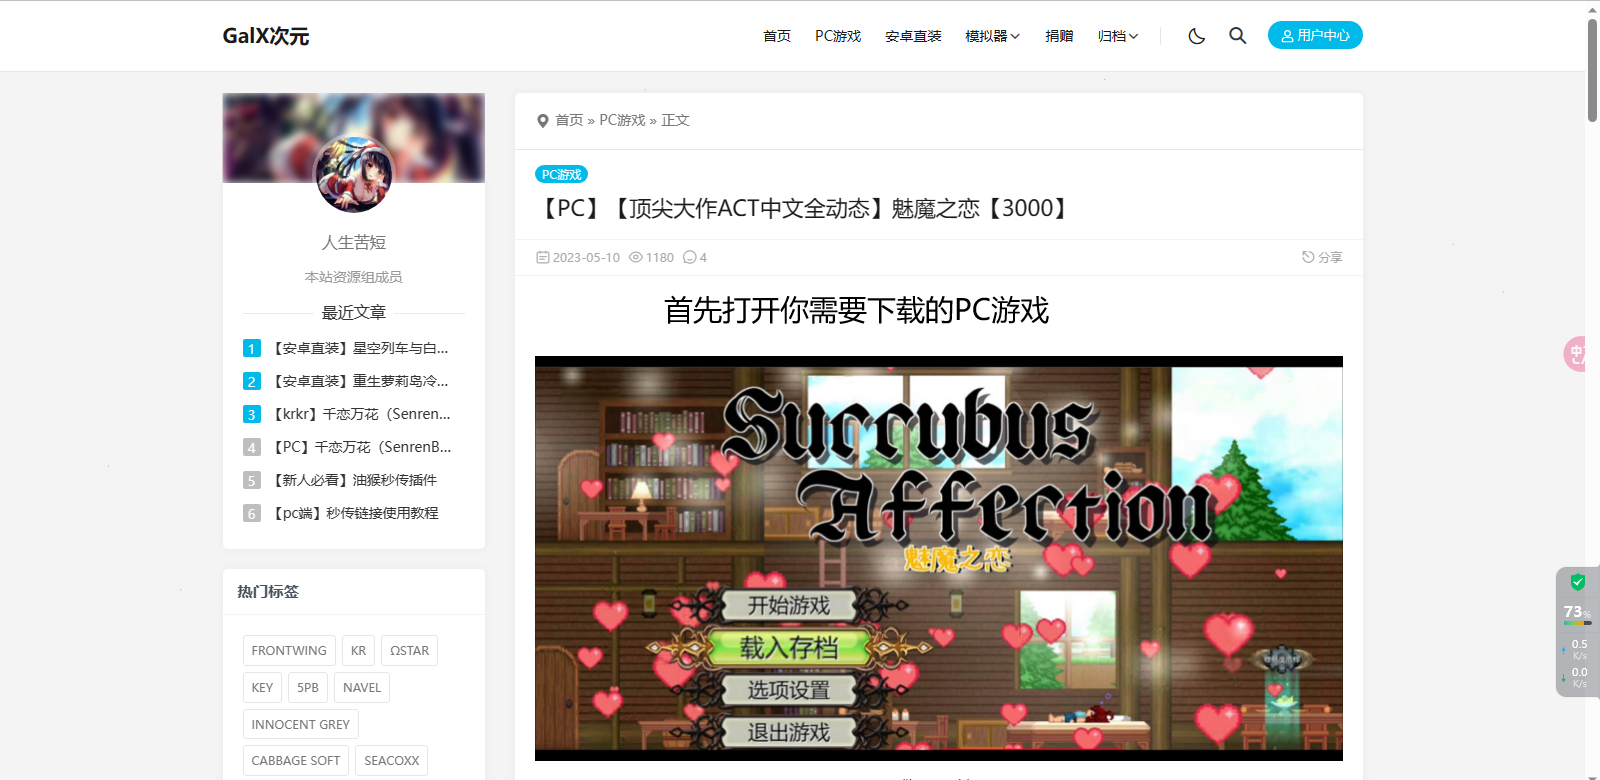 GalX次元
首页 PC游戏 安卓直装 模拟器 捐赠 归档 用户中心
首页 » PC游戏 » 正文
PC游戏
【PC】【顶尖大作ACT中文全动态】魅魔之恋【3000】
2023-05-10 1180 4 分享
首先打开你需要下载的PC游戏
Succubus
Affection
魅魔之恋
开始游戏
载入存档
选项设置
退出游戏
人生苦短
本站资源组成员
最近文章
1 【安卓直装】星空列车与白...
2 【安卓直装】重生萝莉岛冷...
3 【krkr】千恋万花（Senren...
4 【PC】千恋万花（SenrenB...
5 【新人必看】油猴秒传插件
6 【pc端】秒传链接使用教程
热门标签
FRONTWING KR ΩSTAR
KEY 5PB NAVEL
INNOCENT GREY
CABBAGE SOFT SEACOXX
73%
0.5
K/s
0.0
K/s